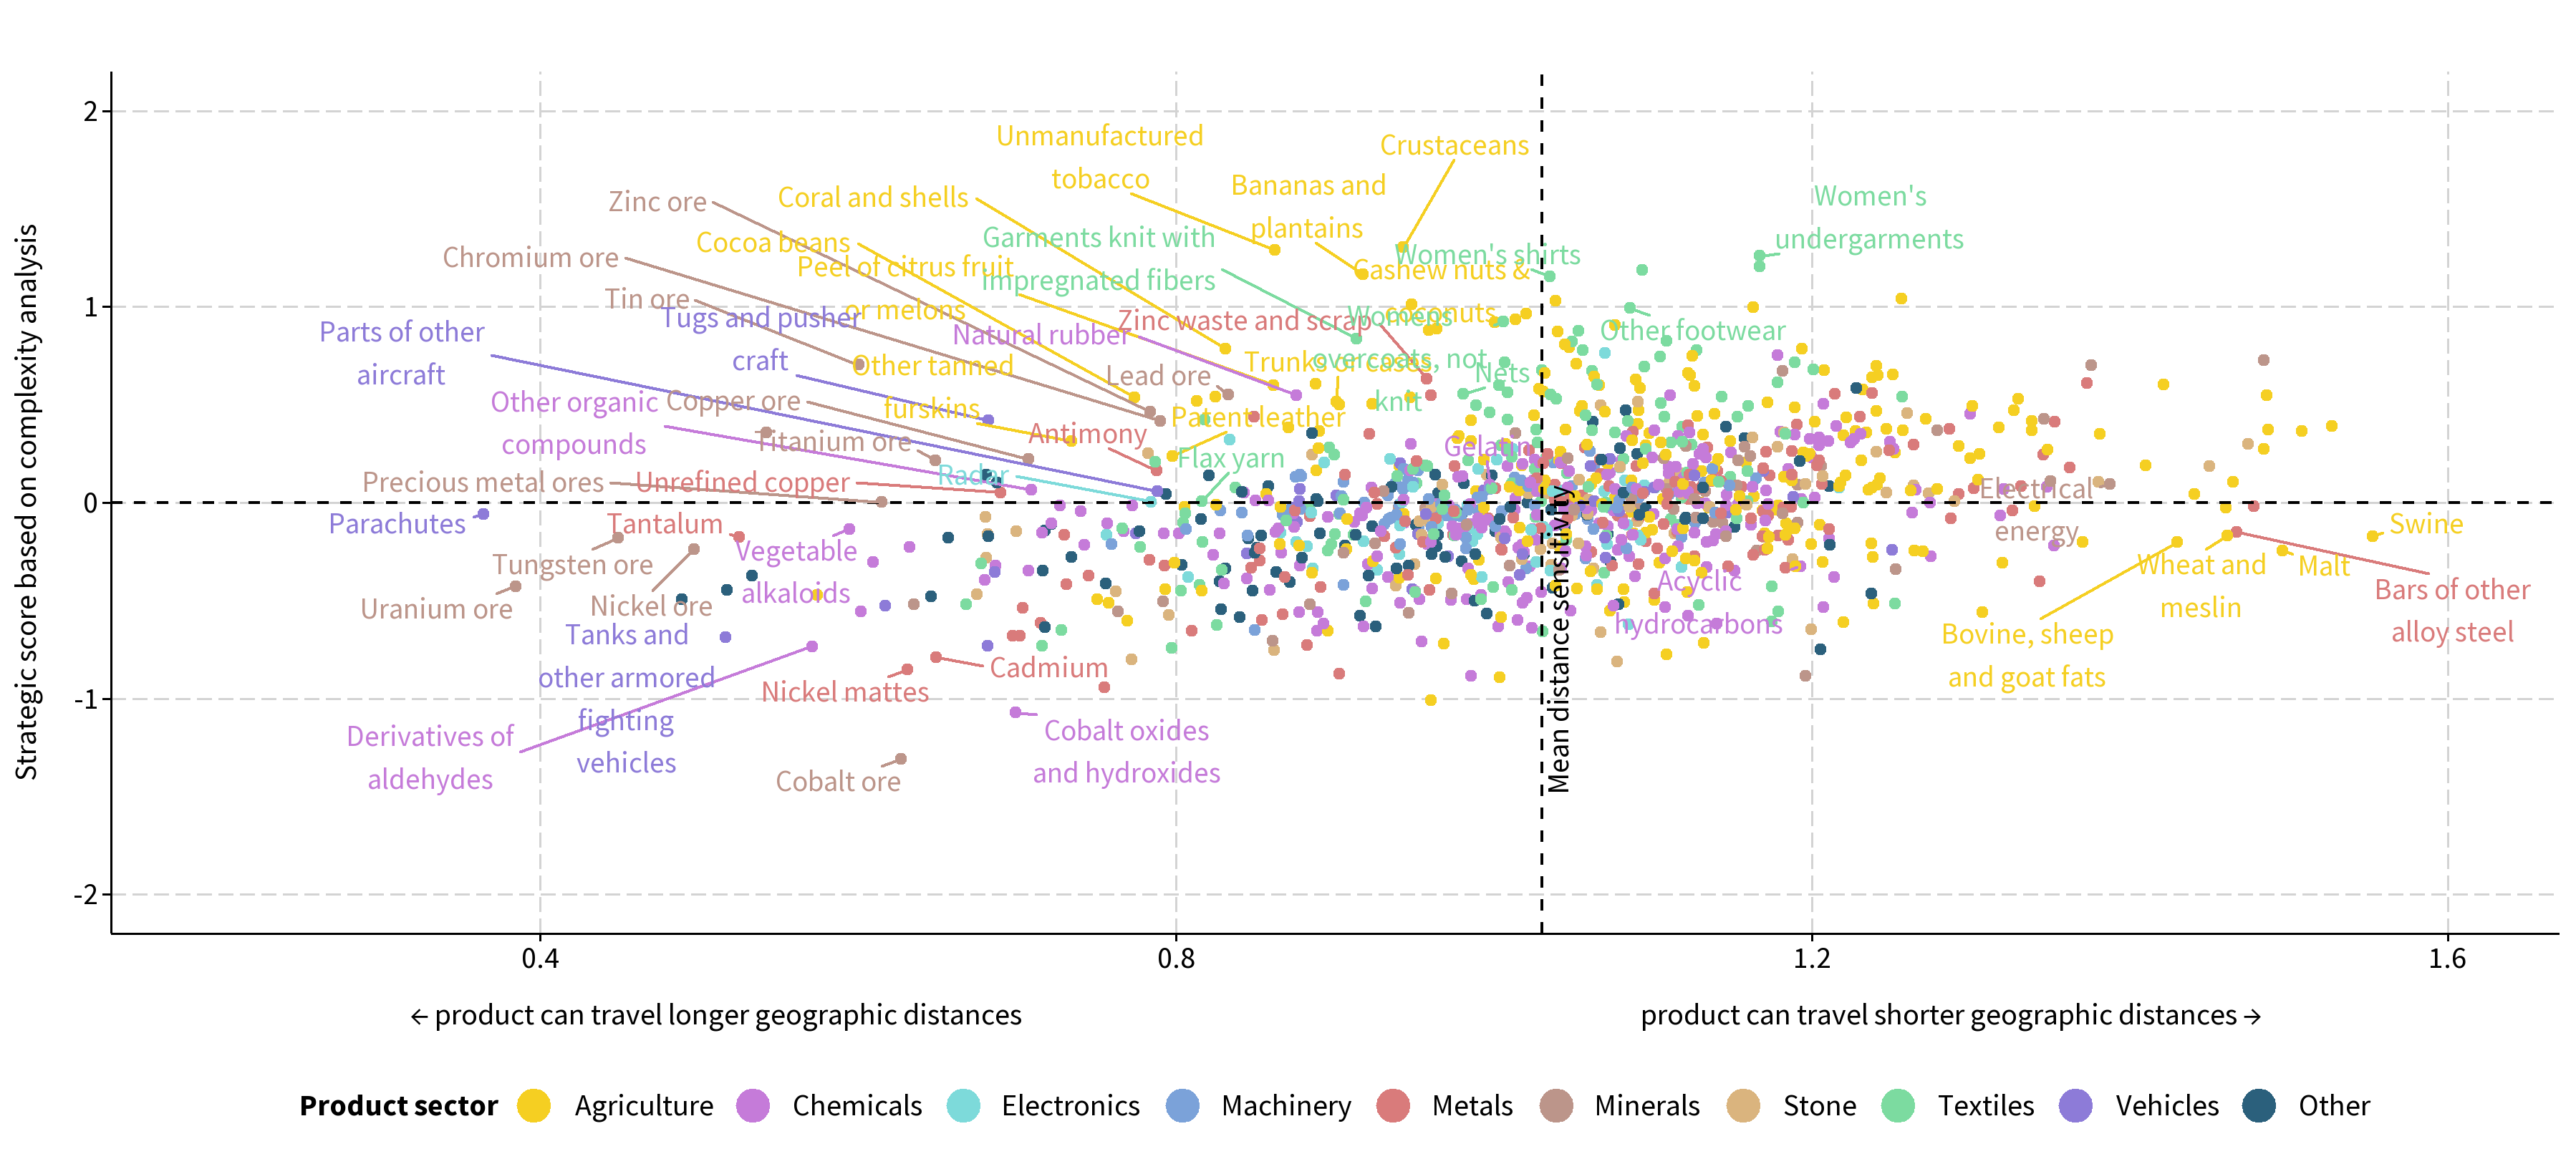 Strategic score based on complexity analysis
2
1
0
-1
-2
Unmanufactured
tobacco
Crustaceans
Bananas and
plantains
Coral and shells
Zinc ore
Women's
undergarments
Garments knit with
impregnated fibers
Cocoa beans
Chromium ore
Peel of citrus fruit
or melons
Women's shirts
Cashew nuts &
coconuts
Tin ore
Tugs and pusher
craft
Parts of other
aircraft
Natural rubber
Zinc waste and scrap
Womens
overcoats, not
knit
Other footwear
Other tanned
furskins
Lead ore
Trunks or cases
Nets
Other organic
compounds
Copper ore
Patent leather
Titanium ore
Antimony
Gelatin
Flax yarn
Radar
Precious metal ores
Unrefined copper
Electrical
energy
Parachutes
Tantalum
Swine
Vegetable
alkaloids
Tungsten ore
Wheat and
meslin
Malt
Uranium ore
Nickel ore
Acyclic
hydrocarbons
Bars of other
alloy steel
Tanks and
other armored
fighting
vehicles
Bovine, sheep
and goat fats
Cadmium
Nickel mattes
Derivatives of
aldehydes
Cobalt oxides
and hydroxides
Cobalt ore
Mean distance sensitivity
0.4
0.8
1.2
1.6
← product can travel longer geographic distances
product can travel shorter geographic distances →
Product sector
Agriculture
Chemicals
Electronics
Machinery
Metals
Minerals
Stone
Textiles
Vehicles
Other